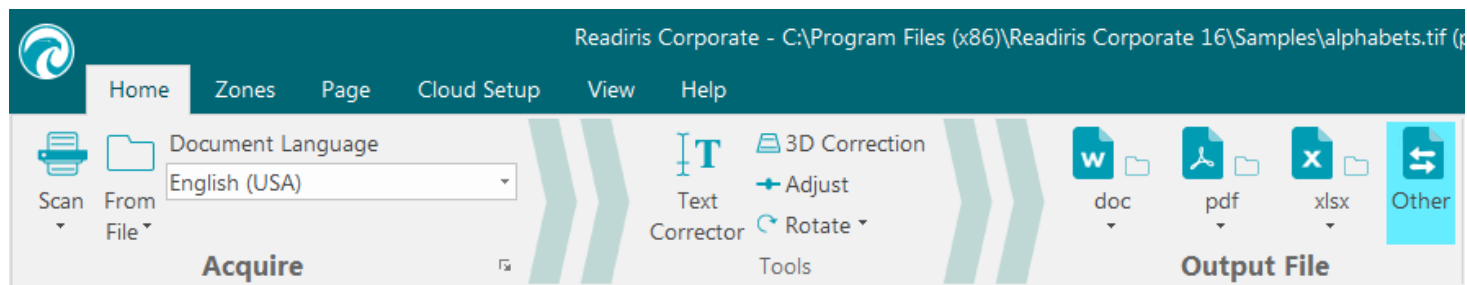 Readiris Corporate - C:\Program Files (x86)\Readiris Corporate 16\Samples\alphabets.tif (p
Home Zones Page Cloud Setup View Help
Scan
From
File
Document Language
English (USA)
Acquire
T
Text
Corrector
3D Correction
Adjust
Rotate
Tools
W
doc
pdf
X
xlsx
Other
Output File